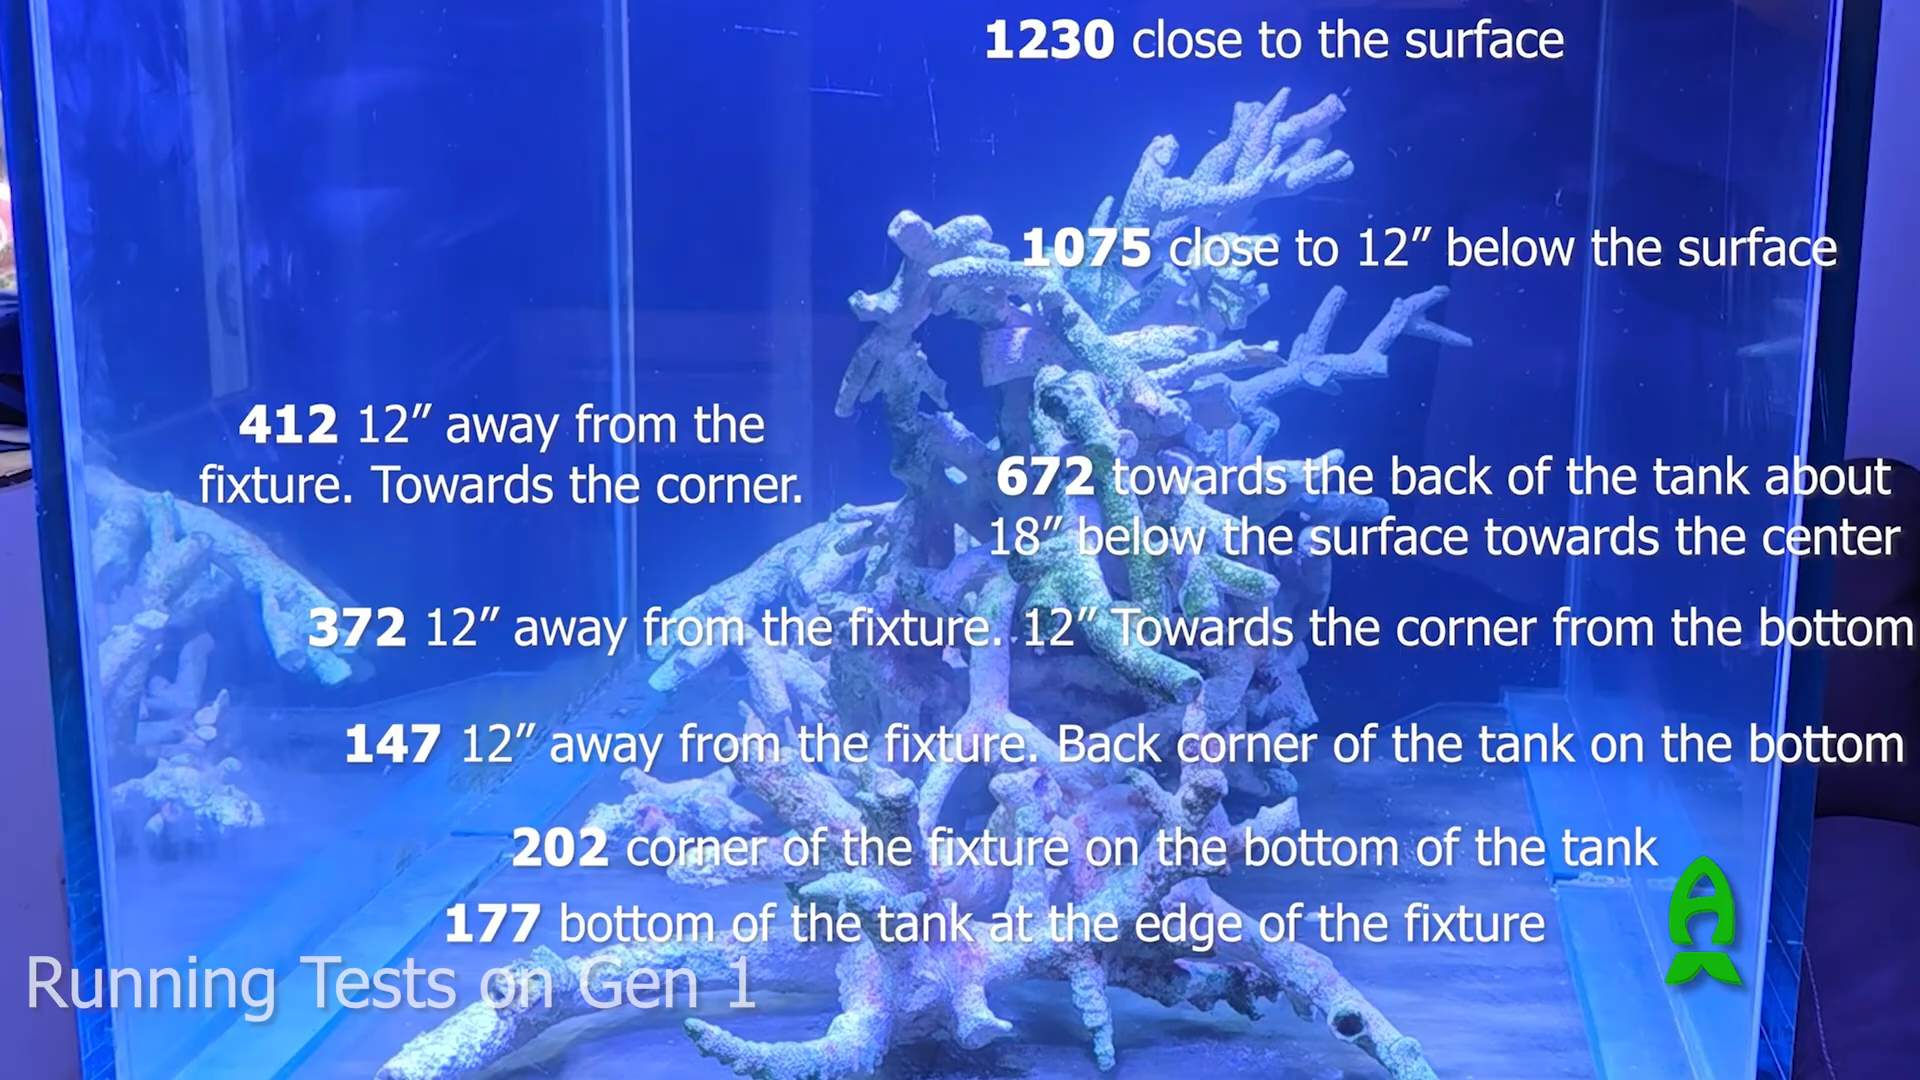 1230 close to the surface
1075 close to 12” below the surface
412 12” away from the
fixture. Towards the corner.
672 towards the back of the tank about
18” below the surface towards the center
372 12” away from the fixture. 12” Towards the corner from the bottom
147 12” away from the fixture. Back corner of the tank on the bottom
202 corner of the fixture on the bottom of the tank
177 bottom of the tank at the edge of the fixture
Running Tests on Gen 1